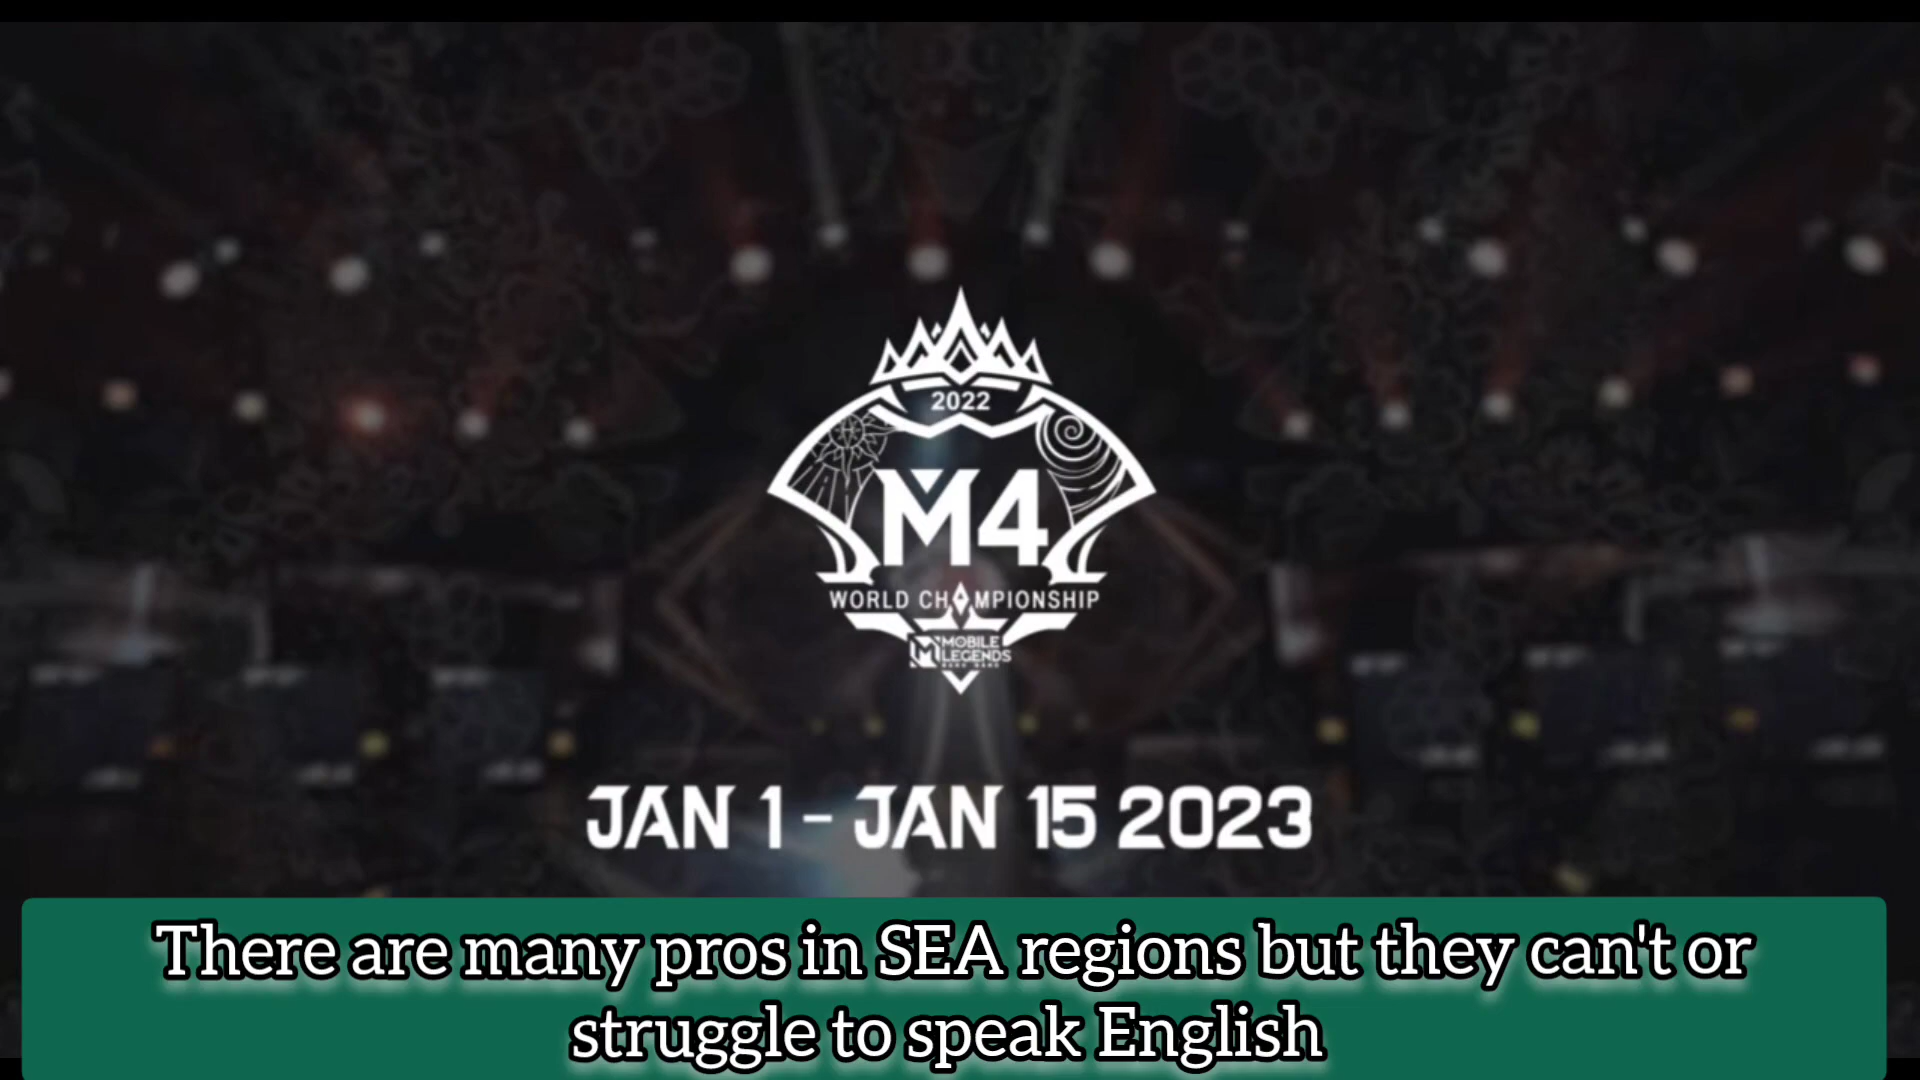 2022
M4
WORLD CHAMPIONSHIP
MOBILE
LEGENDS
JAN 1 - JAN 15 2023
There are many pros in SEA regions but they can't or
struggle to speak English